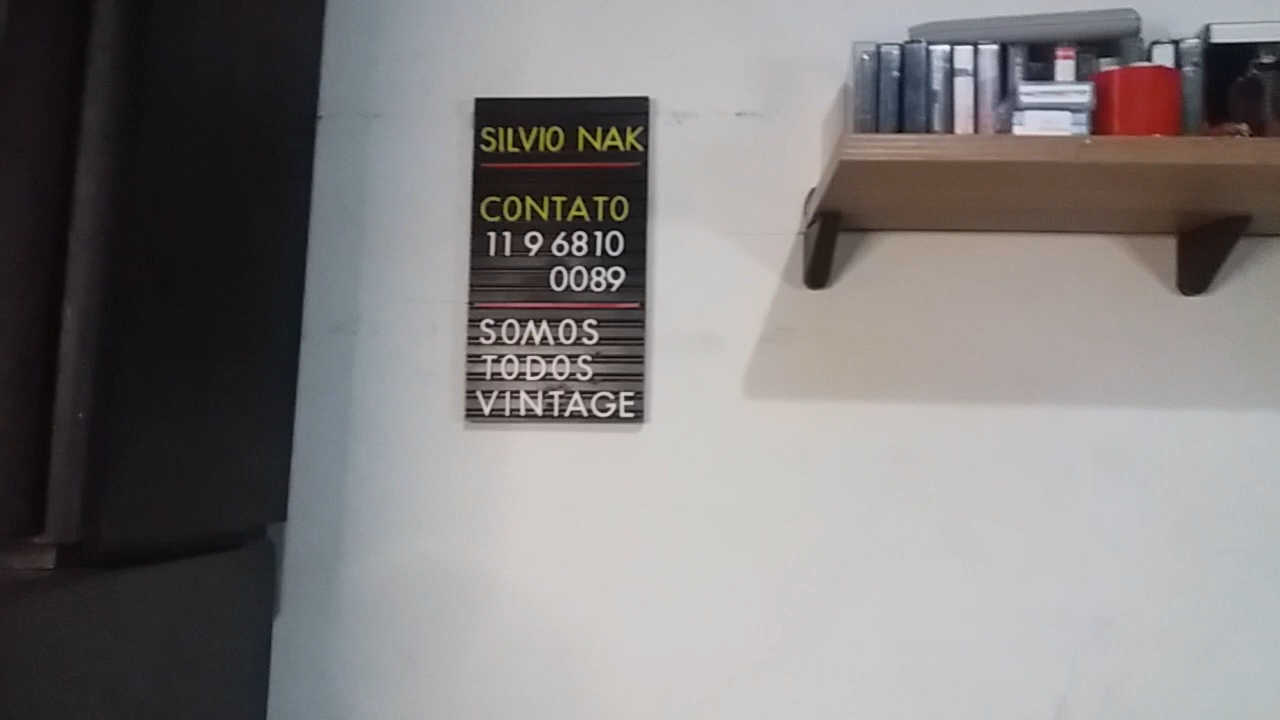 SILVIO NAK
CONTATO
11 9 6810
0089
SOMOS
TODOS
VINTAGE